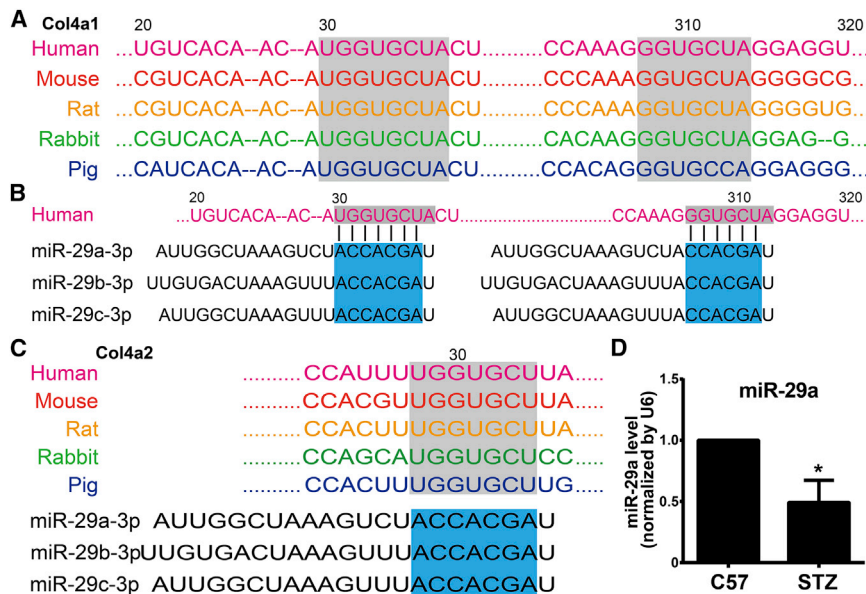 A
Col4a1
20 30 310 320
Human ...UGUCACA--AC--AUGGUGCUACU..........CCAAAGGGUGCUAGGAGGU...
Mouse ...CGUCACA--AC--AUGGUGCUACU..........CCCAAAGGGUGCUAGGGGCG...
Rat ...CGUCACA--AC--AUGGUGCUACU..........CCCAAAGGGUGCUAGGGGUG...
Rabbit ...CGUCACA--AC--AUGGUGCUACU..........CACAAGGGUGCUAGGAG--G...
Pig ...CAUCACA--AC--AUGGUGCUACU..........CCACAGGGUGCCAGGAGGG...
B
20 30 310 320
Human ...UGUCACA--AC--AUGGUGCUACU..............................CCAAAGGGUGCUAGGAGGU...
miR-29a-3p AUUGGCUAAAGUCUACCACGAU AUUGGCUAAAGUCUACCACGAU
miR-29b-3p UUGUGACUAAAGUUUACCACGAU UUGUGACUAAAGUUUACCACGAU
miR-29c-3p AUUGGCUAAAGUUUACCACGAU AUUGGCUAAAGUUUACCACGAU
C
Col4a2
30
Human ..........CCAUUUUGGUGCUUA.....
Mouse ..........CCACGUUGGUGCUUA.....
Rat ..........CCACUUUGGUGCUUA.....
Rabbit ..........CCAGCAUGGUGCUCC.....
Pig ..........CCACUUUGGUGCUUG.....
miR-29a-3p AUUGGCUAAAGUCUACCACGAU
miR-29b-3p UUGUGACUAAAGUUUACCACGAU
miR-29c-3p AUUGGCUAAAGUUUACCACGAU
D
miR-29a
miR-29a level
(normalized by U6)
1.5
1.0
0.5
0.0
*
C57 STZ